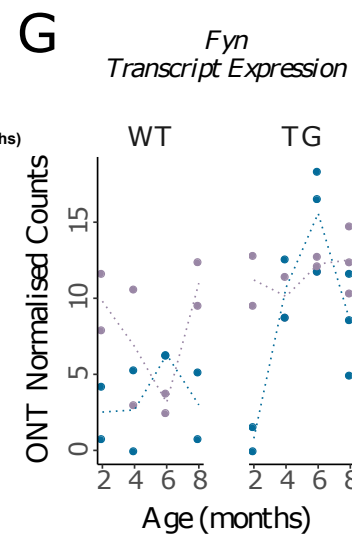 G
Fyn
Transcript Expression
hs)
WT
TG
ONT Normalised Counts
15
10
5
0
2 4 6 8
2 4 6 8
Age (months)